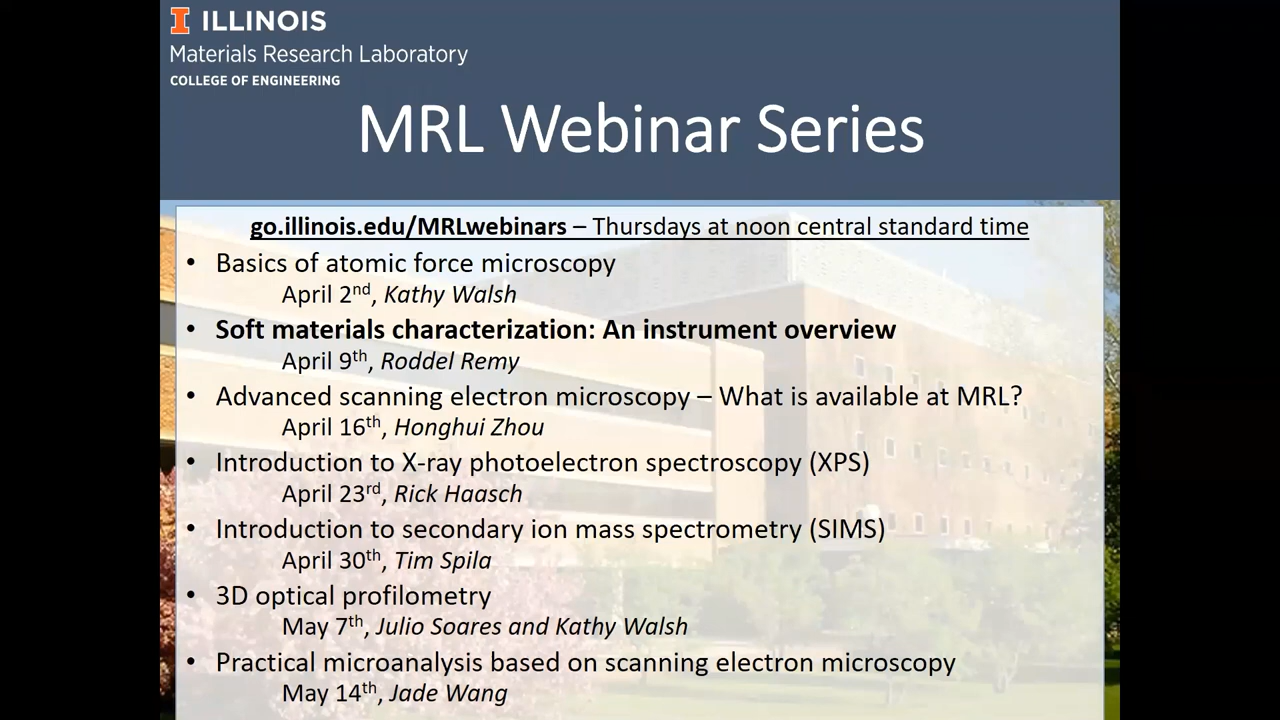 I ILLINOIS
Materials Research Laboratory
COLLEGE OF ENGINEERING
MRL Webinar Series
go.illinois.edu/MRLwebinars – Thursdays at noon central standard time
• Basics of atomic force microscopy
April 2nd, Kathy Walsh
• Soft materials characterization: An instrument overview
April 9th, Roddel Remy
• Advanced scanning electron microscopy – What is available at MRL?
April 16th, Honghui Zhou
• Introduction to X-ray photoelectron spectroscopy (XPS)
April 23rd, Rick Haasch
• Introduction to secondary ion mass spectrometry (SIMS)
April 30th, Tim Spila
• 3D optical profilometry
May 7th, Julio Soares and Kathy Walsh
• Practical microanalysis based on scanning electron microscopy
May 14th, Jade Wang